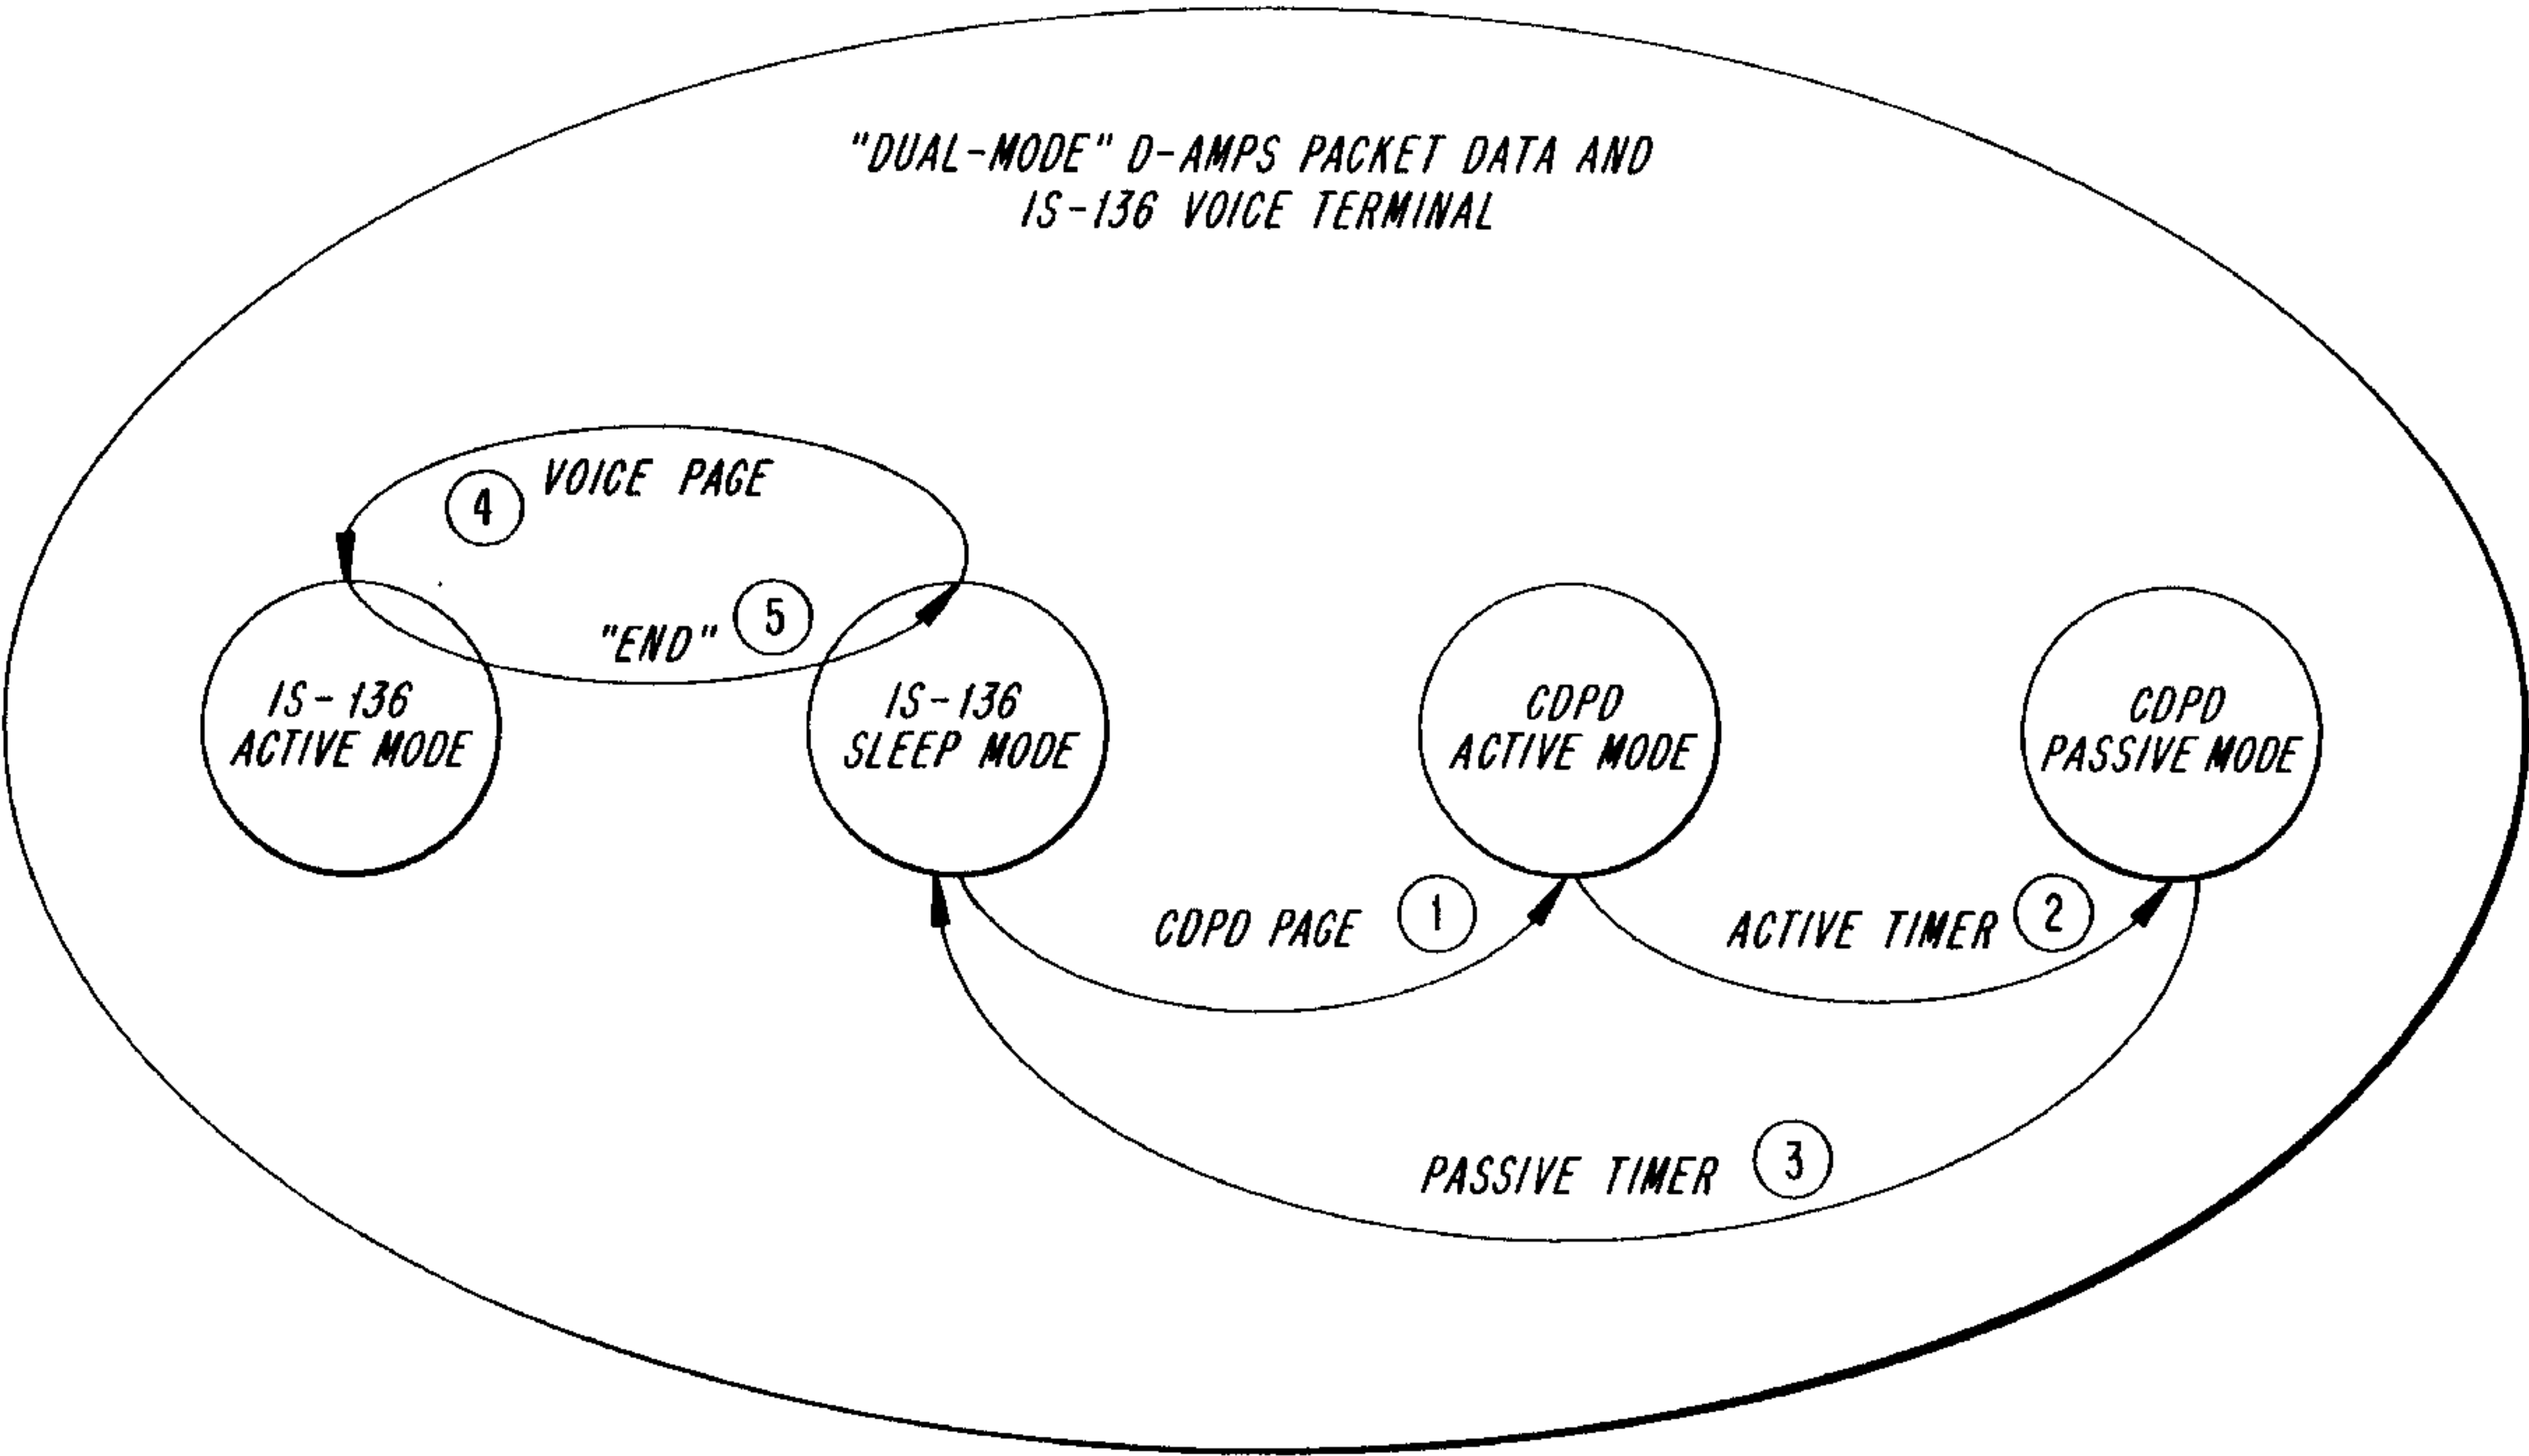 "DUAL-MODE" D-AMPS PACKET DATA AND
IS-136 VOICE TERMINAL
4 VOICE PAGE
"END" 5
IS-136
ACTIVE MODE
IS-136
SLEEP MODE
CDPD
ACTIVE MODE
CDPD
PASSIVE MODE
CDPD PAGE 1
ACTIVE TIMER 2
PASSIVE TIMER 3